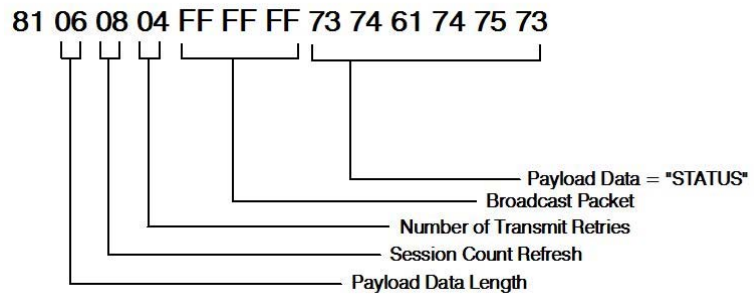 81 06 08 04 FF FF FF 73 74 61 74 75 73
Payload Data = "STATUS"
Broadcast Packet
Number of Transmit Retries
Session Count Refresh
Payload Data Length